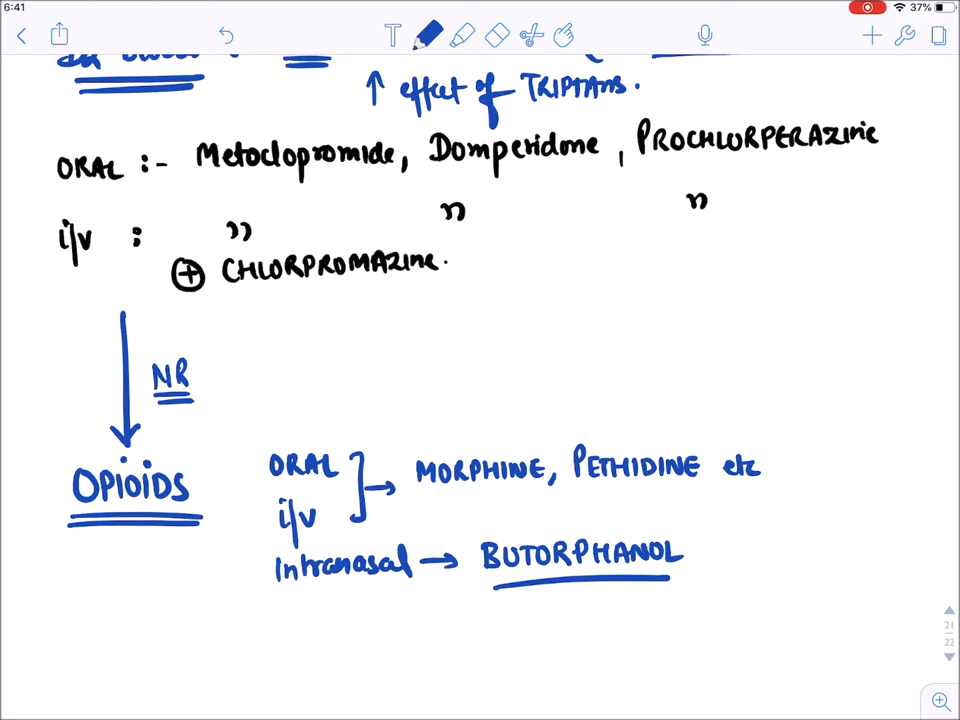 6:41
37%
T
↑ effect of TRIPTANS.
ORAL :- Metoclopromide, Domperidone, PROCHLORPERAZINE
i/v : " " "
⊕ CHLORPROMAZINE.
NR
OPIOIDS
ORAL
i/v
→ MORPHINE, PETHIDINE etc
Intranasal → BUTORPHANOL
21
22